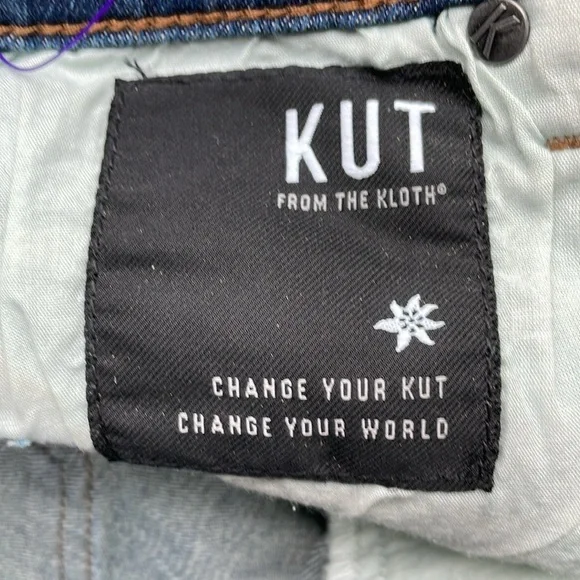 K
KUT
FROM THE KLOTH®
CHANGE YOUR KUT
CHANGE YOUR WORLD